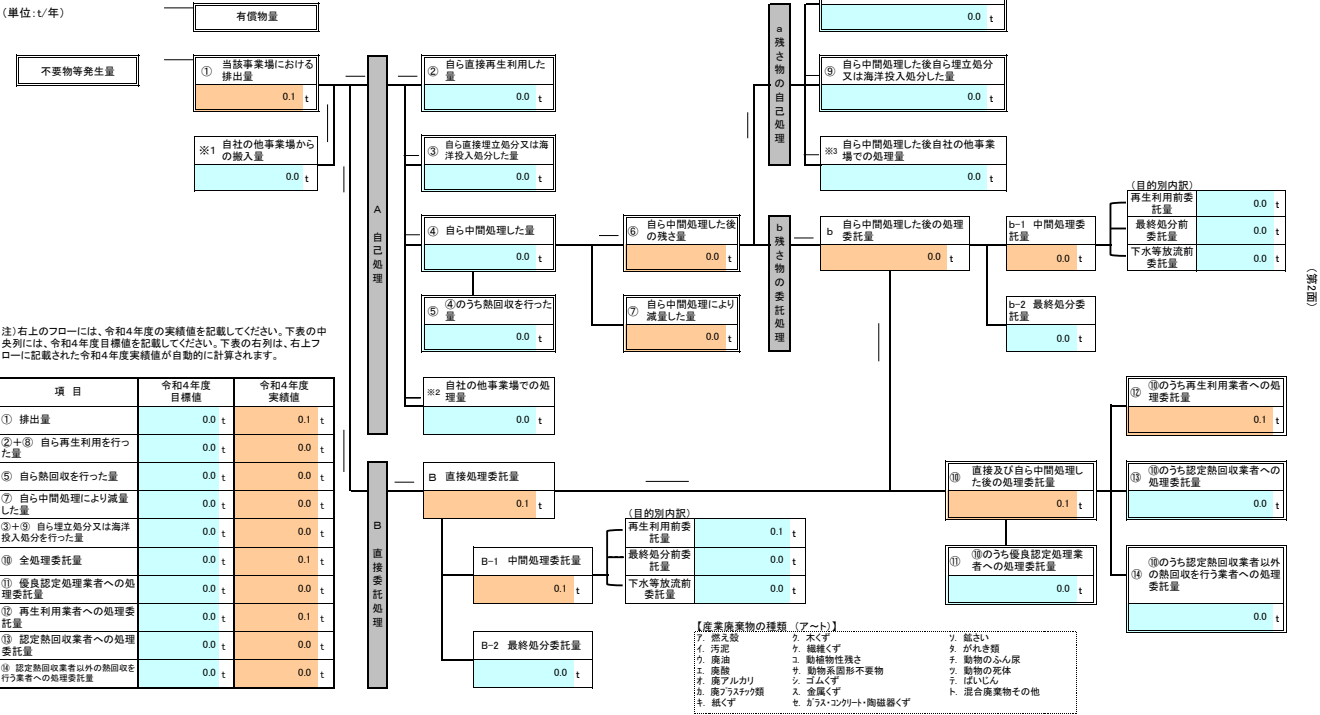 (単位:t/年)
有償物量
不要物等発生量
① 当該事業場における
排出量
0.1 t
※1 自社の他事業場から
の搬入量
0.0 t
A 自己処理
② 自ら直接再生利用した
量
0.0 t
③ 自ら直接埋立処分又は海
洋投入処分した量
0.0 t
④ 自ら中間処理した量
0.0 t
⑤ ④のうち熱回収を行った
量
0.0 t
※2 自社の他事業場での処
理量
0.0 t
⑥ 自ら中間処理した後
の残さ量
0.0 t
⑦ 自ら中間処理により
減量した量
0.0 t
a 残さ物の自己処理
0.0 t
⑨ 自ら中間処理した後自ら埋立処分
又は海洋投入処分した量
0.0 t
※3 自ら中間処理した後自社の他事業
場での処理量
0.0 t
b 残さ物の委託処理
b 自ら中間処理した後の処理
委託量
0.0 t
b-1 中間処理委
託量
0.0 t
b-2 最終処分委
託量
0.0 t
(目的別内訳)
再生利用前委
託量
0.0 t
最終処分前
委託量
0.0 t
下水等放流前
委託量
0.0 t
(第2面)
注)右上のフローには、令和4年度の実績値を記載してください。下表の中
央列には、令和4年度目標値を記載してください。下表の右列は、右上フ
ローに記載された令和4年度実績値が自動的に計算されます。
項 目 令和4年度 令和4年度
目標値 実績値
① 排出量 0.0 t 0.1 t
②+⑧ 自ら再生利用を行っ
た量 0.0 t 0.0 t
⑤ 自ら熱回収を行った量 0.0 t 0.0 t
⑦ 自ら中間処理により減量
した量 0.0 t 0.0 t
③+⑨ 自ら埋立処分又は海洋
投入処分を行った量 0.0 t 0.0 t
⑩ 全処理委託量 0.0 t 0.1 t
⑪ 優良認定処理業者への処
理委託量 0.0 t 0.0 t
⑫ 再生利用業者への処理委
託量 0.0 t 0.1 t
⑬ 認定熱回収業者への処理
委託量 0.0 t 0.0 t
⑭ 認定熱回収業者以外の熱回収を
行う業者への処理委託量 0.0 t 0.0 t
B 直接委託処理
B 直接処理委託量
0.1 t
B-1 中間処理委託量
0.1 t
B-2 最終処分委託量
0.0 t
(目的別内訳)
再生利用前委
託量
0.1 t
最終処分前委
託量
0.0 t
下水等放流前
委託量
0.0 t
⑩ 直接及び自ら中間処理し
た後の処理委託量
0.1 t
⑪ ⑩のうち優良認定処理業
者への処理委託量
0.0 t
⑫ ⑩のうち再生利用業者への処
理委託量
0.1 t
⑬ ⑩のうち認定熱回収業者への
処理委託量
0.0 t
⑭ ⑩のうち認定熱回収業者以外
の熱回収を行う業者への処理
委託量
0.0 t
【産業廃棄物の種類 (ア～ト)】
ア. 燃え殻 ク. 木くず ソ. 鉱さい
イ. 汚泥 ケ. 繊維くず タ. がれき類
ウ. 廃油 コ. 動植物性残さ チ. 動物のふん尿
エ. 廃酸 サ. 動物系固形不要物 ツ. 動物の死体
オ. 廃アルカリ シ. ゴムくず テ. ばいじん
カ. 廃プラスチック類 ス. 金属くず ト. 混合廃棄物その他
キ. 紙くず セ. ガラス・コンクリート・陶磁器くず